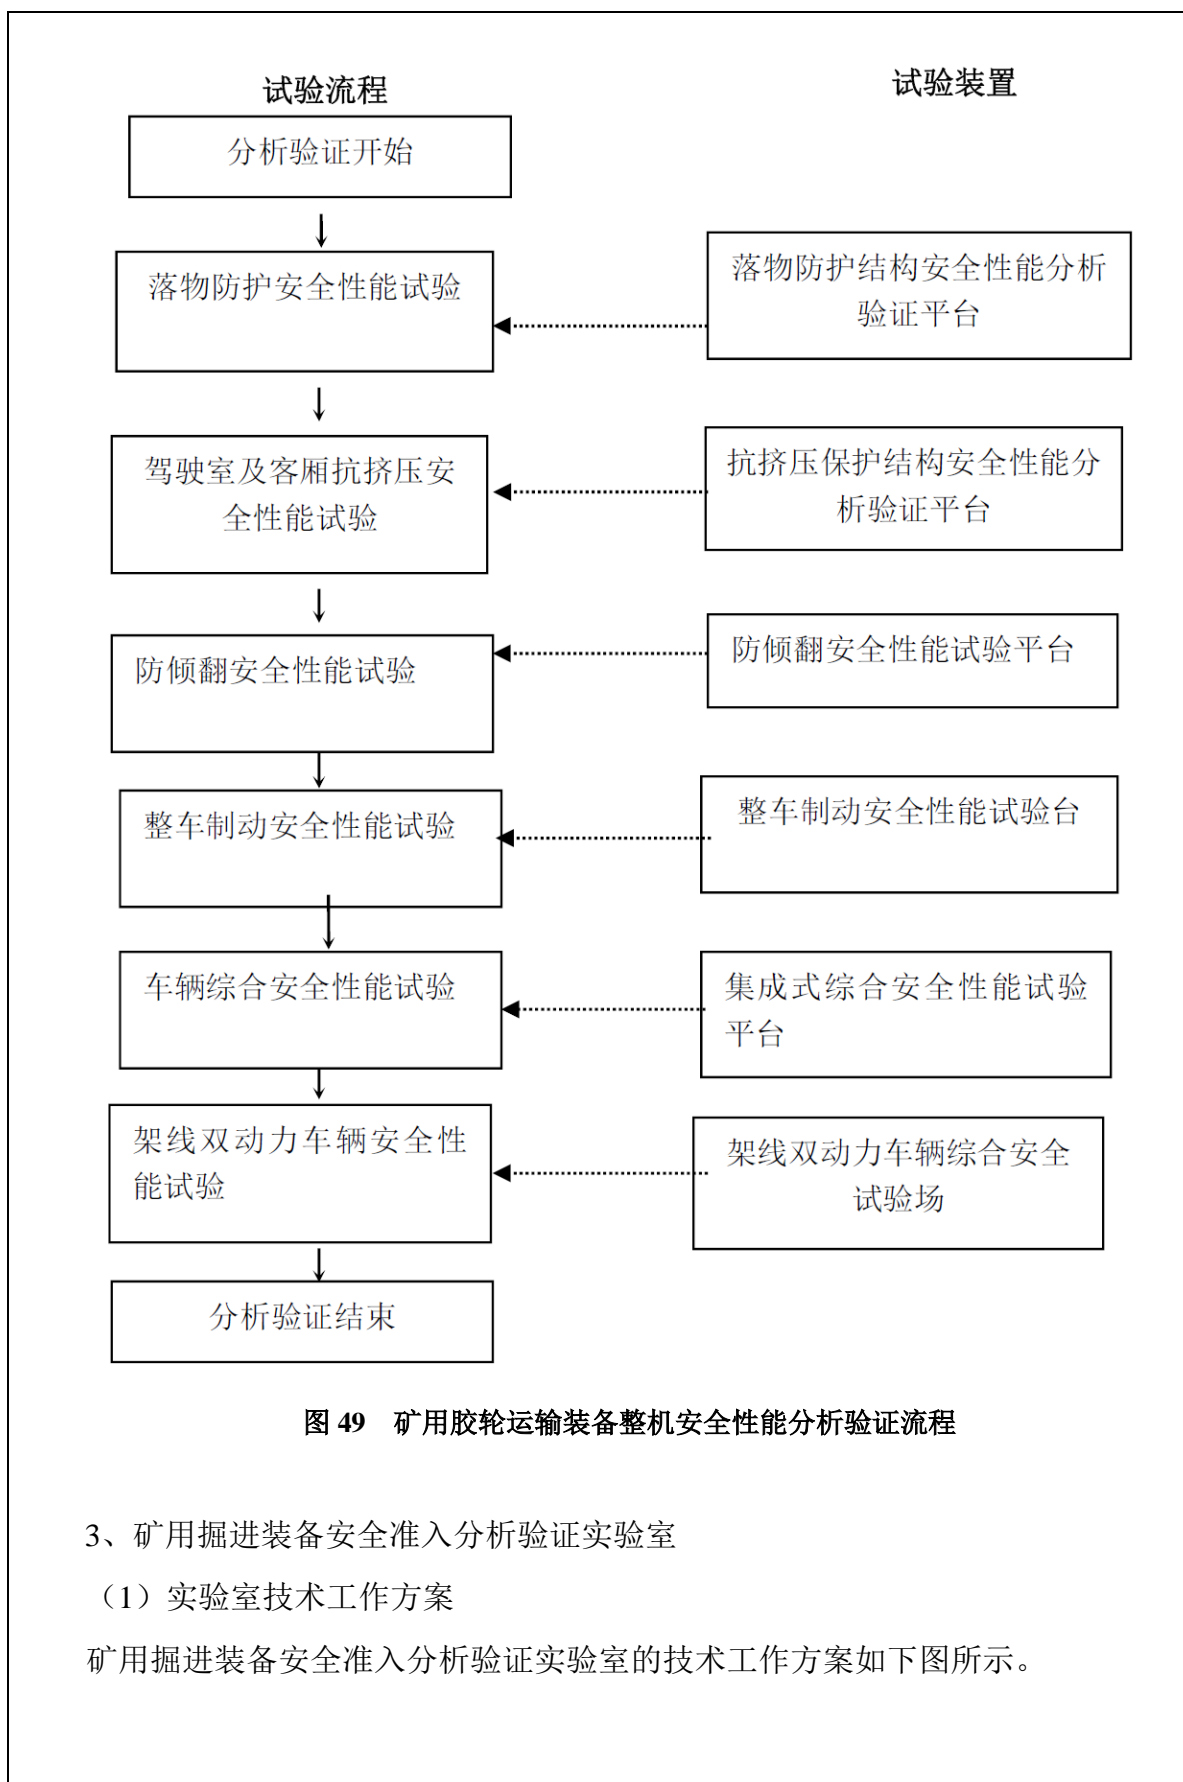 试验流程
试验装置
分析验证开始
落物防护安全性能试验
落物防护结构安全性能分析
验证平台
驾驶室及客厢抗挤压安
全性能试验
抗挤压保护结构安全性能分
析验证平台
防倾翻安全性能试验
防倾翻安全性能试验平台
整车制动安全性能试验
整车制动安全性能试验台
车辆综合安全性能试验
集成式综合安全性能试验
平台
架线双动力车辆安全性
能试验
架线双动力车辆综合安全
试验场
分析验证结束
图 49 矿用胶轮运输装备整机安全性能分析验证流程
3、矿用掘进装备安全准入分析验证实验室
（1）实验室技术工作方案
矿用掘进装备安全准入分析验证实验室的技术工作方案如下图所示。